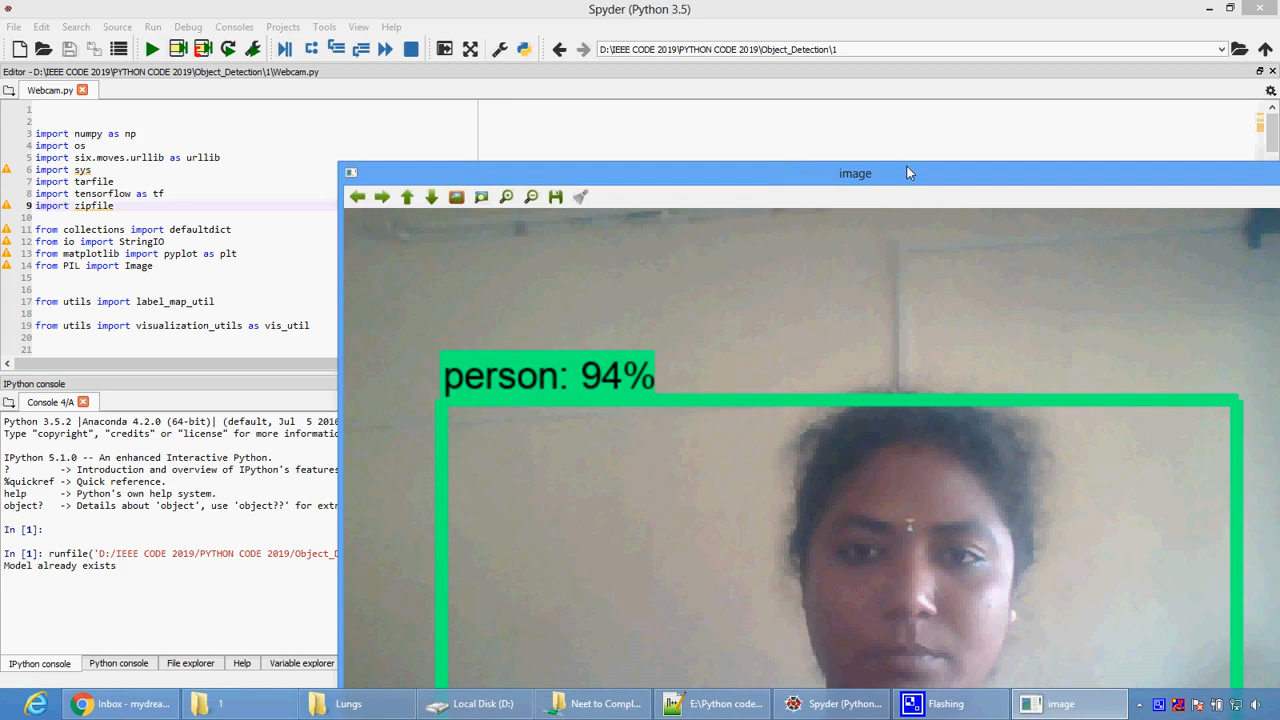 Spyder (Python 3.5)
File Edit Search Source Run Debug Consoles Projects Tools View Help
D:\IEEE CODE 2019\PYTHON CODE 2019\Object_Detection\1
Editor - D:\IEEE CODE 2019\PYTHON CODE 2019\Object_Detection\1\Webcam.py
Webcam.py
1
2
3 import numpy as np
4 import os
5 import six.moves.urllib as urllib
6 import sys
7 import tarfile
8 import tensorflow as tf
9 import zipfile
10
11 from collections import defaultdict
12 from io import StringIO
13 from matplotlib import pyplot as plt
14 from PIL import Image
15
16
17 from utils import label_map_util
18
19 from utils import visualization_utils as vis_util
20
21
IPython console
Console 4/A
Python 3.5.2 |Anaconda 4.2.0 (64-bit)| (default, Jul 5 2016
Type "copyright", "credits" or "license" for more informatio
IPython 5.1.0 -- An enhanced Interactive Python.
? -> Introduction and overview of IPython's features
%quickref -> Quick reference.
help -> Python's own help system.
object? -> Details about 'object', use 'object??' for ext
In [1]:
In [1]: runfile('D:/IEEE CODE 2019/PYTHON CODE 2019/Object_D
Model already exists
IPython console Python console File explorer Help Variable explorer
image
person: 94%
Inbox - mydrea... 1 Lungs Local Disk (D:) Neet to Compl... E:\Python code... Spyder (Python... Flashing image